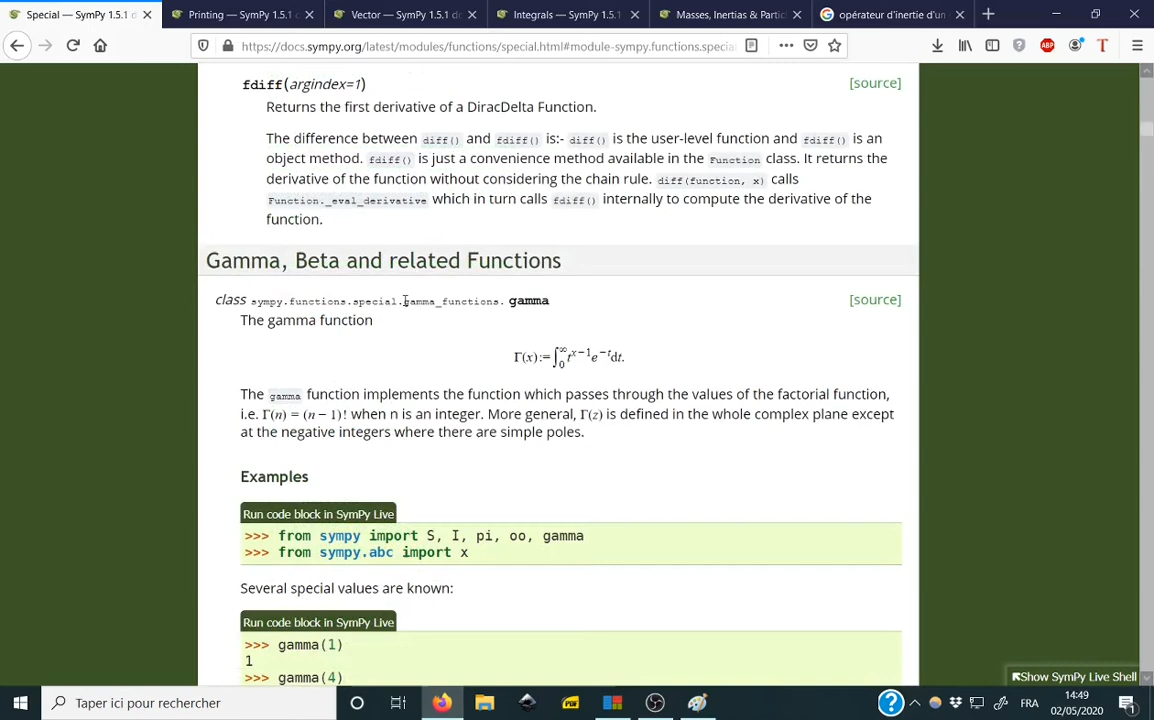 Special — SymPy 1.5.1 d
Printing — SymPy 1.5.1
Vector — SymPy 1.5.1 d
Integrals — SymPy 1.5.1
Masses, Inertias & Partic
opérateur d'inertie d'un
https://docs.sympy.org/latest/modules/functions/special.html#module-sympy.functions.special
ABP
T
fdiff(argindex=1)
[source]
Returns the first derivative of a DiracDelta Function.
The difference between diff() and fdiff() is:- diff() is the user-level function and fdiff() is an
object method. fdiff() is just a convenience method available in the Function class. It returns the
derivative of the function without considering the chain rule. diff(function, x) calls
Function._eval_derivative which in turn calls fdiff() internally to compute the derivative of the
function.
Gamma, Beta and related Functions
class sympy.functions.special.gamma_functions. gamma
[source]
The gamma function
Γ(x):=∫₀^∞ t^{x−1}e^{−t}dt.
The gamma function implements the function which passes through the values of the factorial function,
i.e. Γ(n) = (n − 1)! when n is an integer. More general, Γ(z) is defined in the whole complex plane except
at the negative integers where there are simple poles.
Examples
Run code block in SymPy Live
>>> from sympy import S, I, pi, oo, gamma
>>> from sympy.abc import x
Several special values are known:
Run code block in SymPy Live
>>> gamma(1)
1
>>> gamma(4)
Show SymPy Live Shell
Taper ici pour rechercher
PDF
FRA
14:49
02/05/2020
1